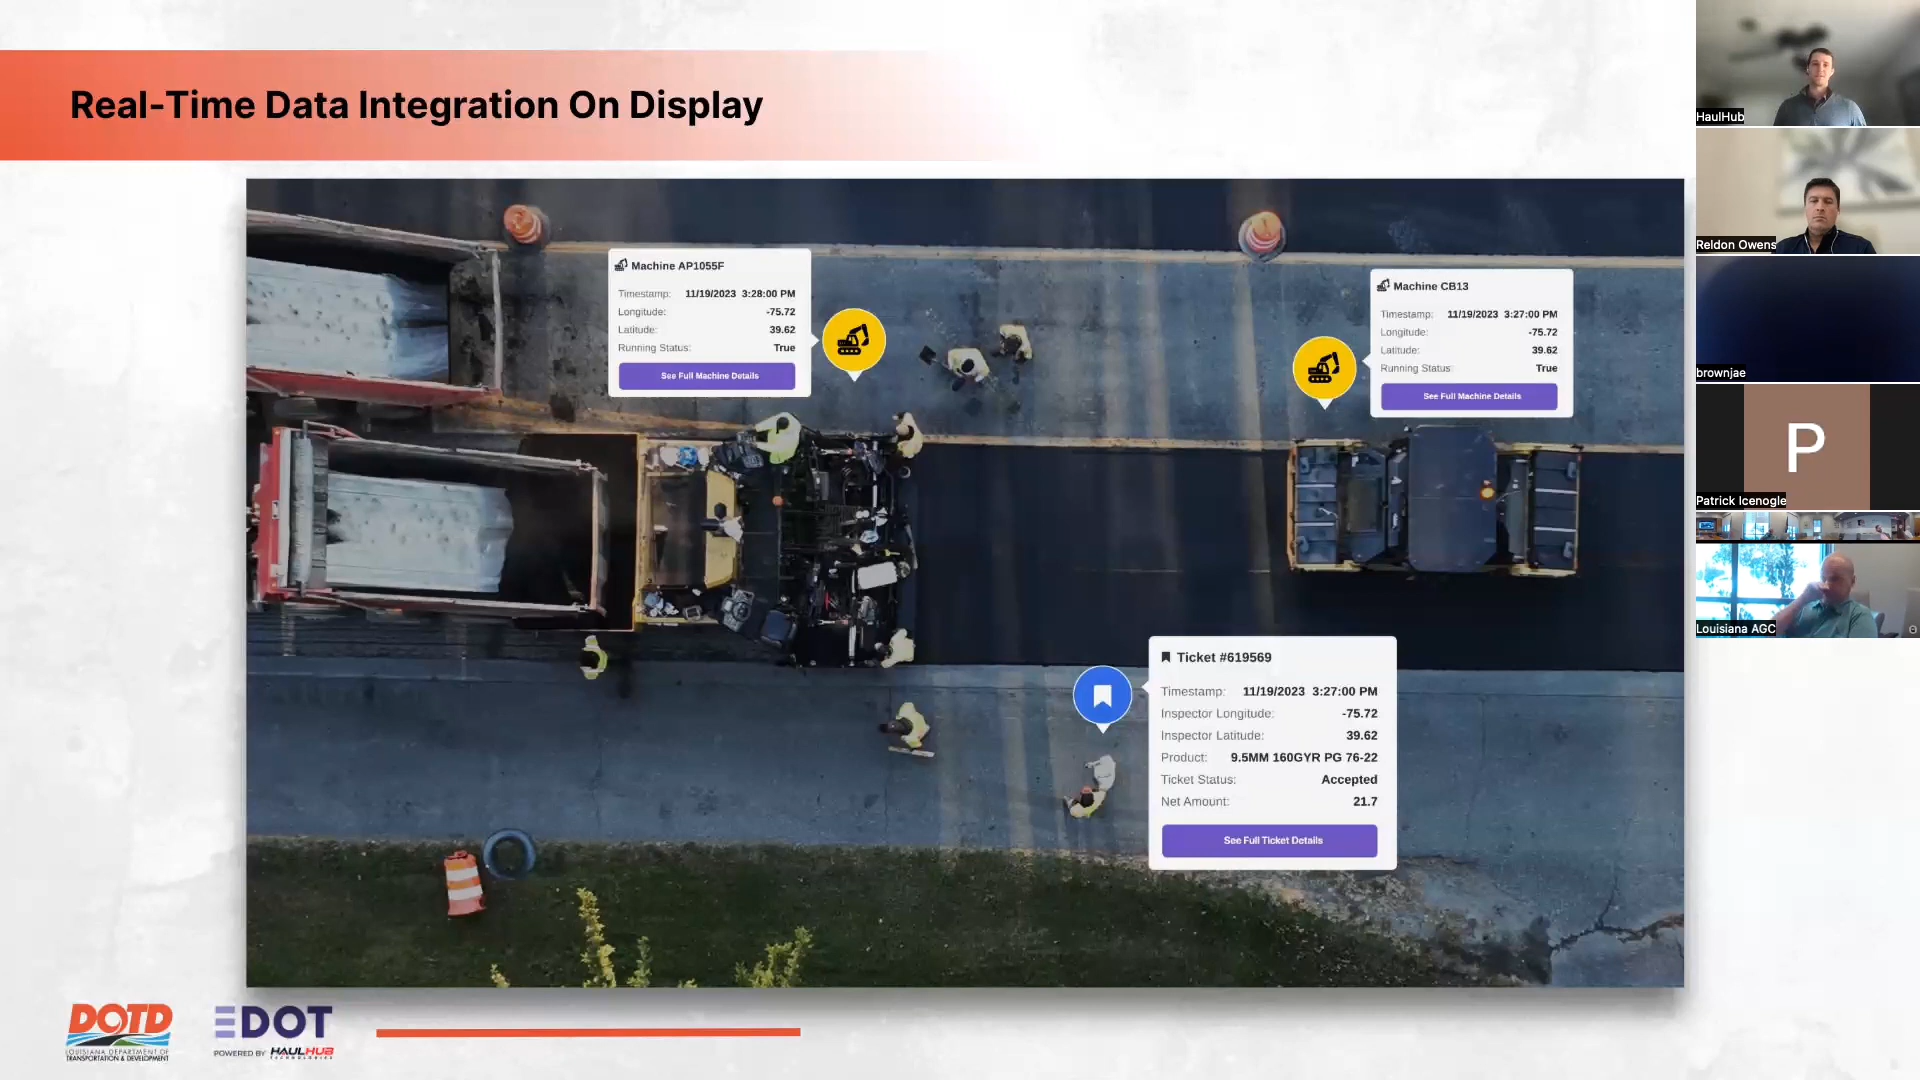 Real-Time Data Integration On Display
Machine AP1055F
Timestamp: 11/19/2023 3:28:00 PM
Longitude: -75.72
Latitude: 39.62
Running Status: True
See Full Machine Details
Machine CB13
Timestamp: 11/19/2023 3:27:00 PM
Longitude: -75.72
Latitude: 39.62
Running Status: True
See Full Machine Details
Ticket #619569
Timestamp: 11/19/2023 3:27:00 PM
Inspector Longitude: -75.72
Inspector Latitude: 39.62
Product: 9.5MM 160GYR PG 76-22
Ticket Status: Accepted
Net Amount: 21.7
See Full Ticket Details
DOTD
LOUISIANA DEPARTMENT OF
TRANSPORTATION & DEVELOPMENT
EDOT
POWERED BY HAULHUB
TECHNOLOGIES
HaulHub
Reldon Owens
brownjae
P
Patrick Icenogle
Louisiana AGC